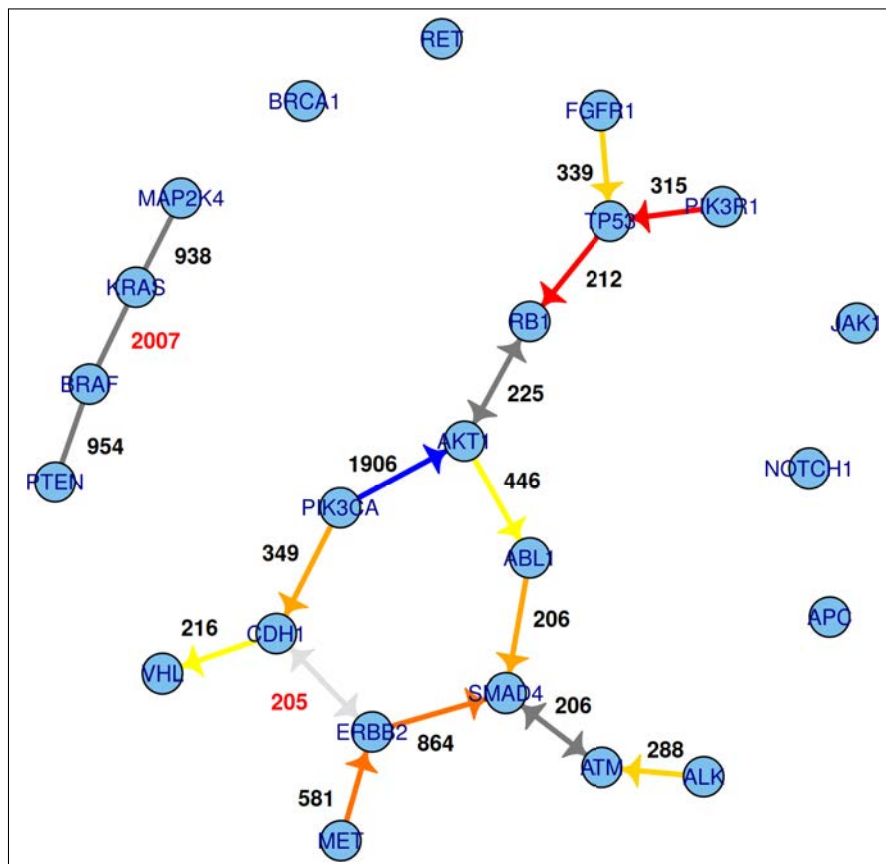 RET
BRCA1
FGFR1
339
315
MAP2K4
PIK3R1
TP53
938
212
KRAS
RB1
JAK1
2007
BRAF
225
954
AKT1
1906
446
NOTCH1
PTEN
PIK3CA
349
ABL1
206
APC
216
CDH1
VHL
205
SMAD4
206
ERBB2
864
288
ATM
ALK
581
MET